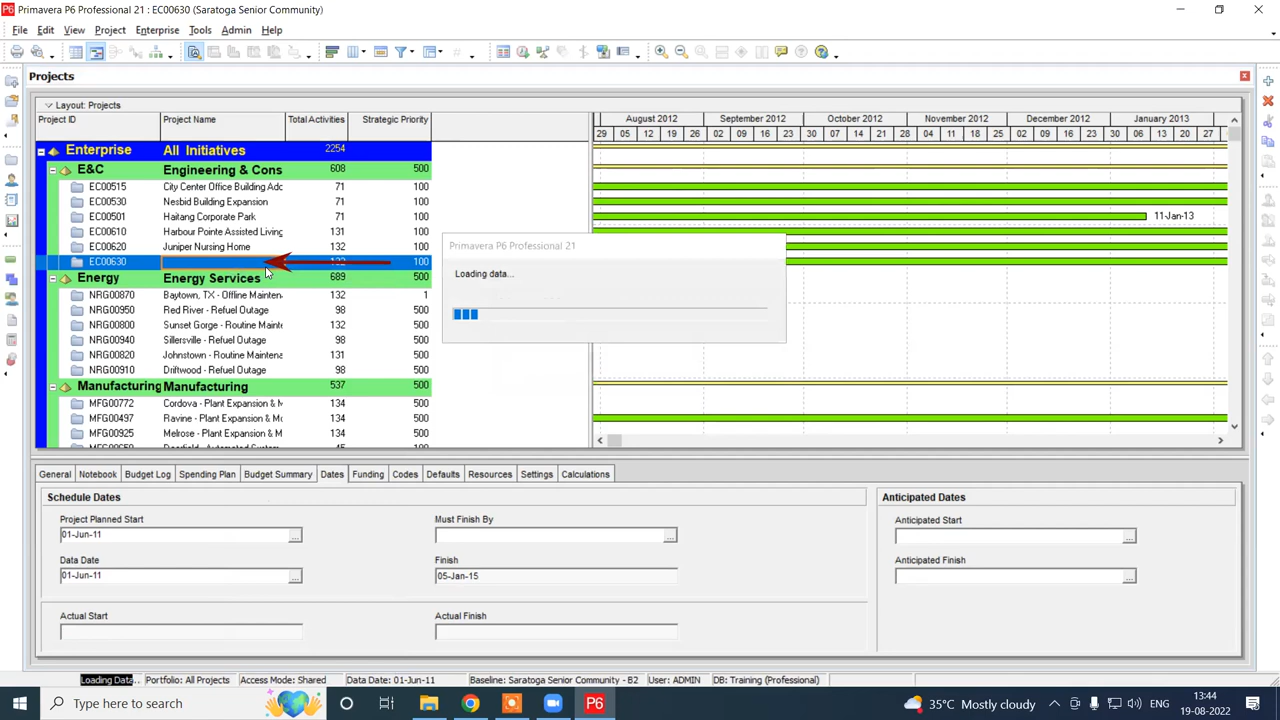 P6 Primavera P6 Professional 21 : EC00630 (Saratoga Senior Community)
File Edit View Project Enterprise Tools Admin Help
Projects
Layout: Projects
Project ID Project Name Total Activities Strategic Priority
August 2012 September 2012 October 2012 November 2012 December 2012 January 2013
29 05 12 19 26 02 09 16 23 30 07 14 21 28 04 11 18 25 02 09 16 23 30 06 13 20 27
Enterprise All Initiatives 2254
E&C Engineering & Cons 608 500
EC00515 City Center Office Building Adc 71 100
EC00530 Nesbid Building Expansion 71 100
EC00501 Haitang Corporate Park 71 100 11-Jan-13
EC00610 Harbour Pointe Assisted Living 131 100
EC00620 Juniper Nursing Home 132 100
EC00630 132 100
Energy Energy Services 689 500
NRG00870 Baytown, TX - Offline Mainten 132 1
NRG00950 Red River - Refuel Outage 98 500
NRG00800 Sunset Gorge - Routine Mainte 132 500
NRG00940 Sillersville - Refuel Outage 98 500
NRG00820 Johnstown - Routine Maintena 131 500
NRG00910 Driftwood - Refuel Outage 98 500
Manufacturing Manufacturing 537 500
MFG00772 Cordova - Plant Expansion & M 134 500
MFG00497 Ravine - Plant Expansion & Mo 134 500
MFG00925 Melrose - Plant Expansion & M 134 500
Primavera P6 Professional 21
Loading data...
General Notebook Budget Log Spending Plan Budget Summary Dates Funding Codes Defaults Resources Settings Calculations
Schedule Dates Anticipated Dates
Project Planned Start Must Finish By Anticipated Start
01-Jun-11
Data Date Finish Anticipated Finish
01-Jun-11 05-Jan-15
Actual Start Actual Finish
Loading Data... Portfolio: All Projects Access Mode: Shared Data Date: 01-Jun-11 Baseline: Saratoga Senior Community - B2 User: ADMIN DB: Training (Professional)
Type here to search P6 35°C Mostly cloudy ENG 13:44
19-08-2022